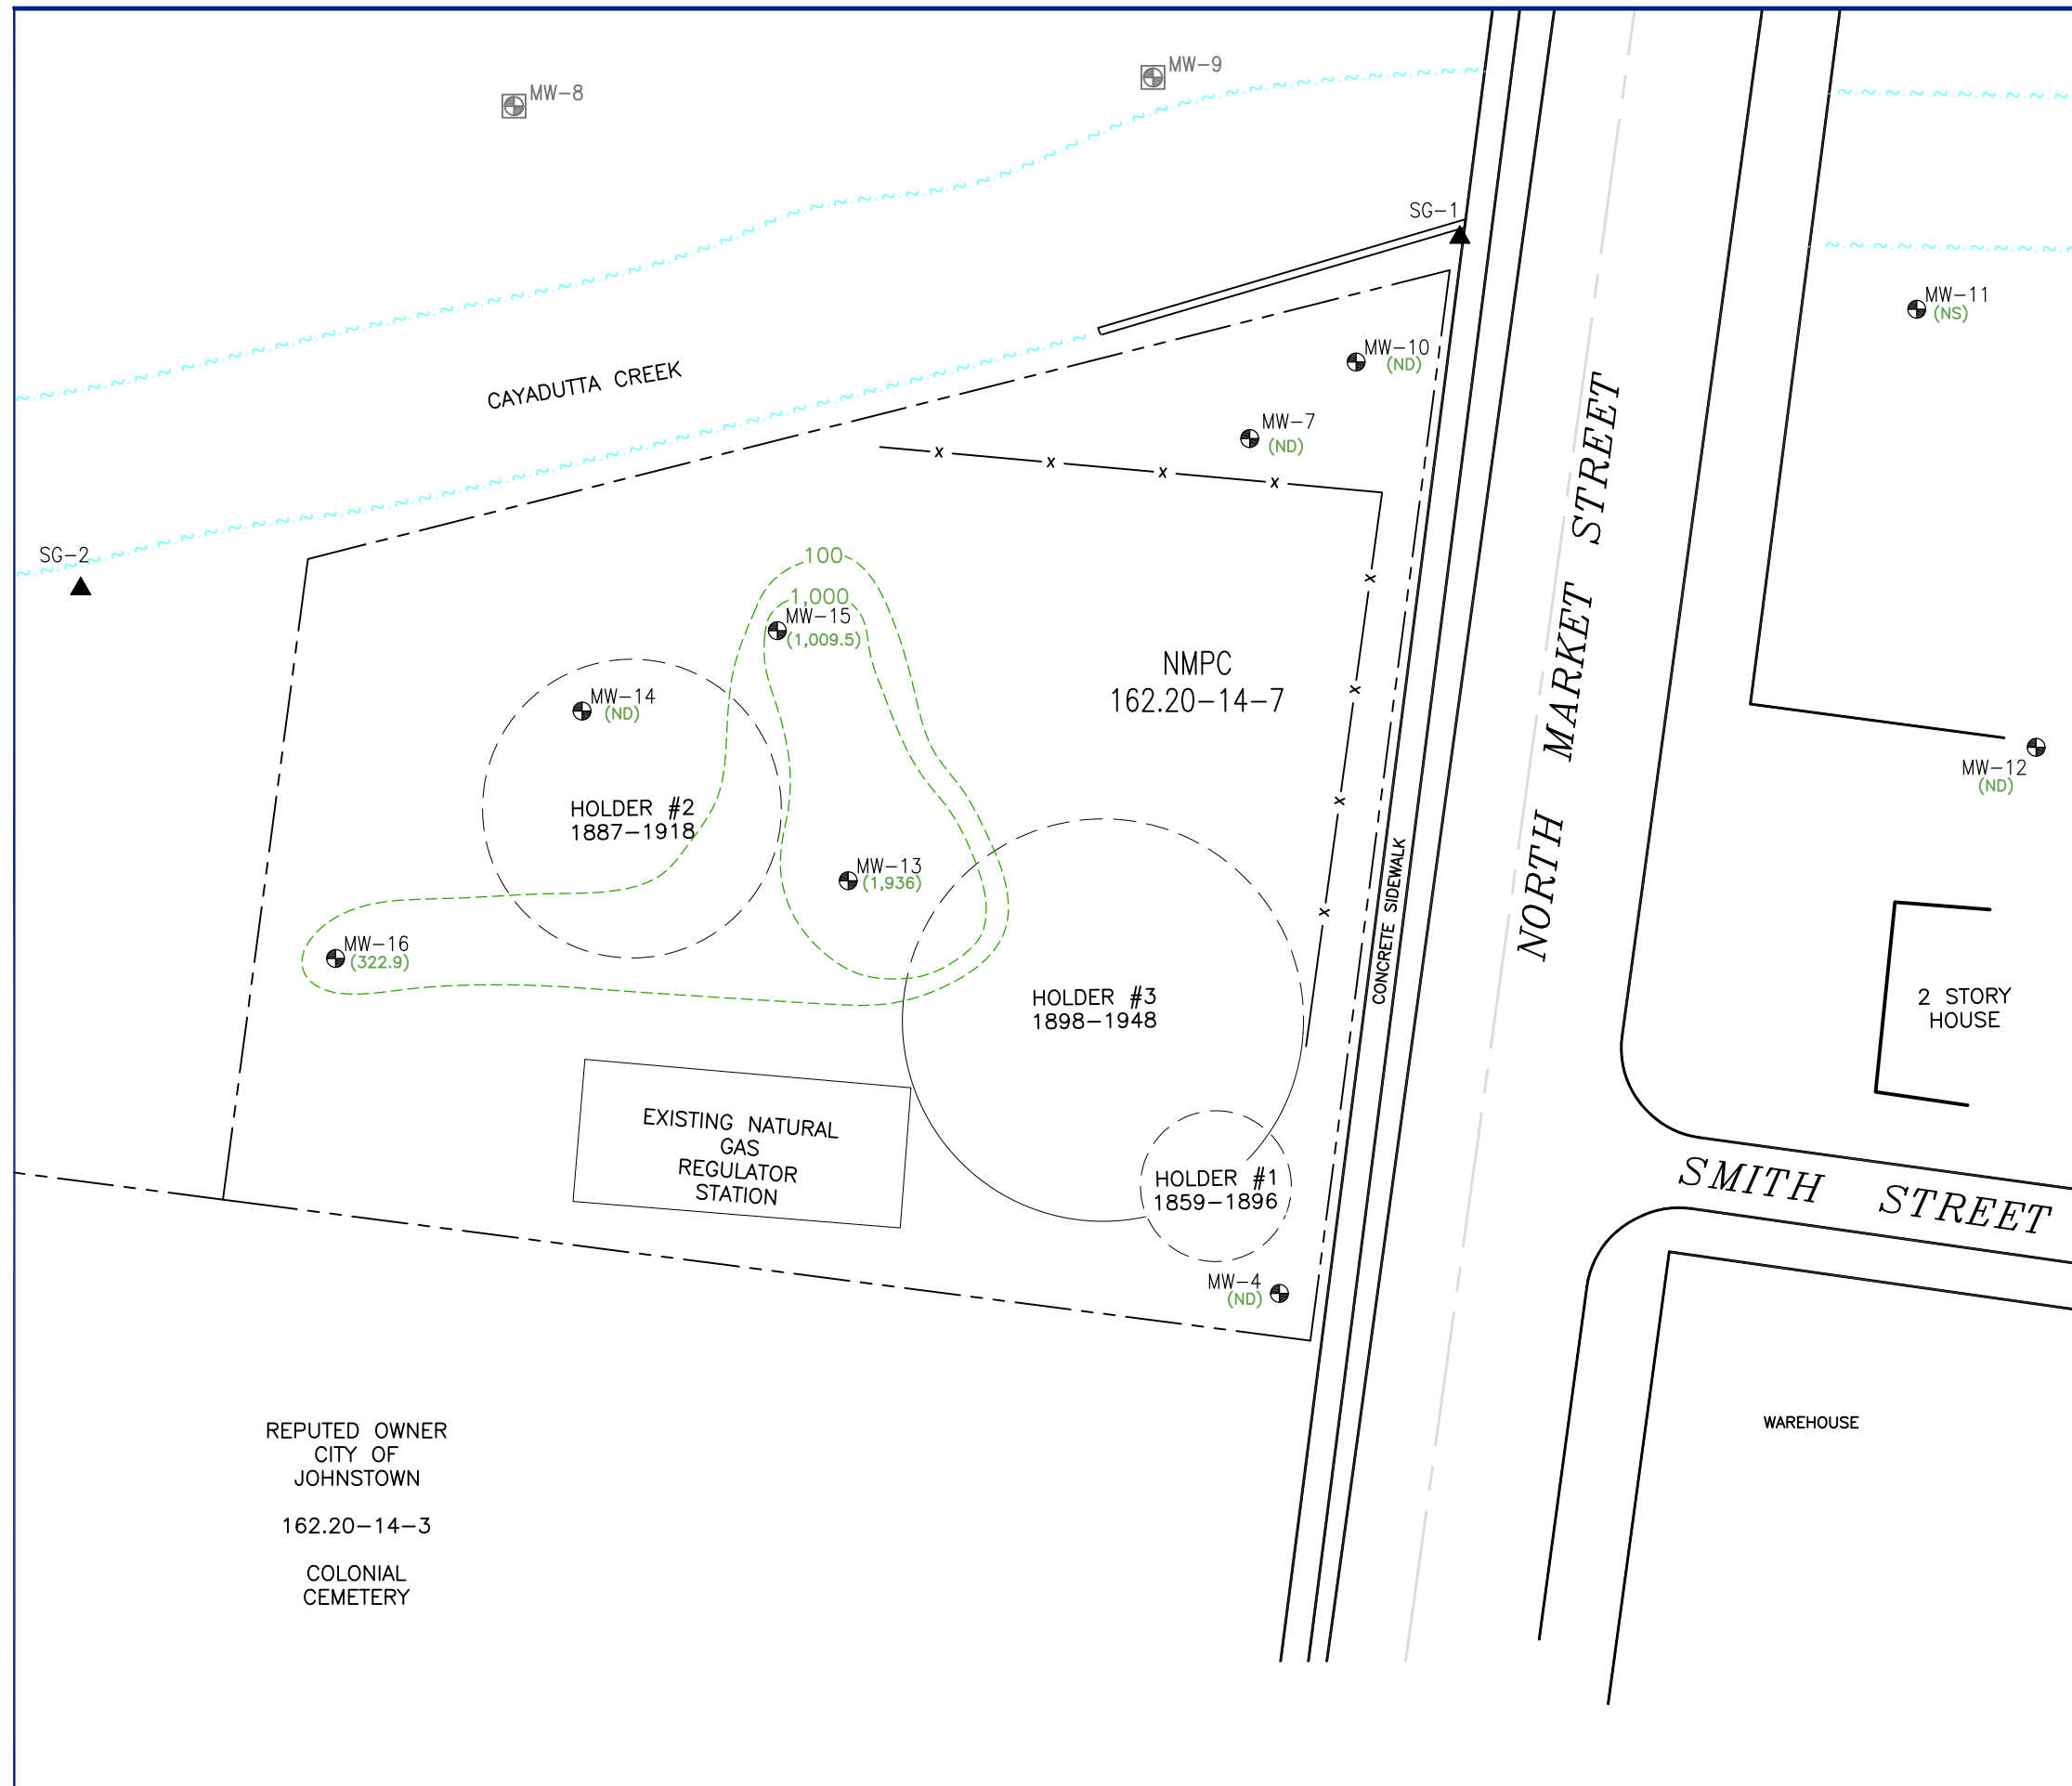 MW-9
MW-8
SG-1
MW-11
(NS)
MW-10
(ND)
CAYADUTTA CREEK
MW-7
(ND)
SG-2
100
1,000
MW-15
(1,009.5)
NMPC
162.20-14-7
MW-14
(ND)
NORTH MARKET STREET
MW-12
(ND)
HOLDER #2
1887-1918
MW-13
(1,936)
CONCRETE SIDEWALK
MW-16
(322.9)
HOLDER #3
1898-1948
2 STORY
HOUSE
EXISTING NATURAL
GAS
REGULATOR
STATION
HOLDER #1
1859-1896
SMITH STREET
MW-4
(ND)
REPUTED OWNER
CITY OF
JOHNSTOWN
162.20-14-3
COLONIAL
CEMETERY
WAREHOUSE